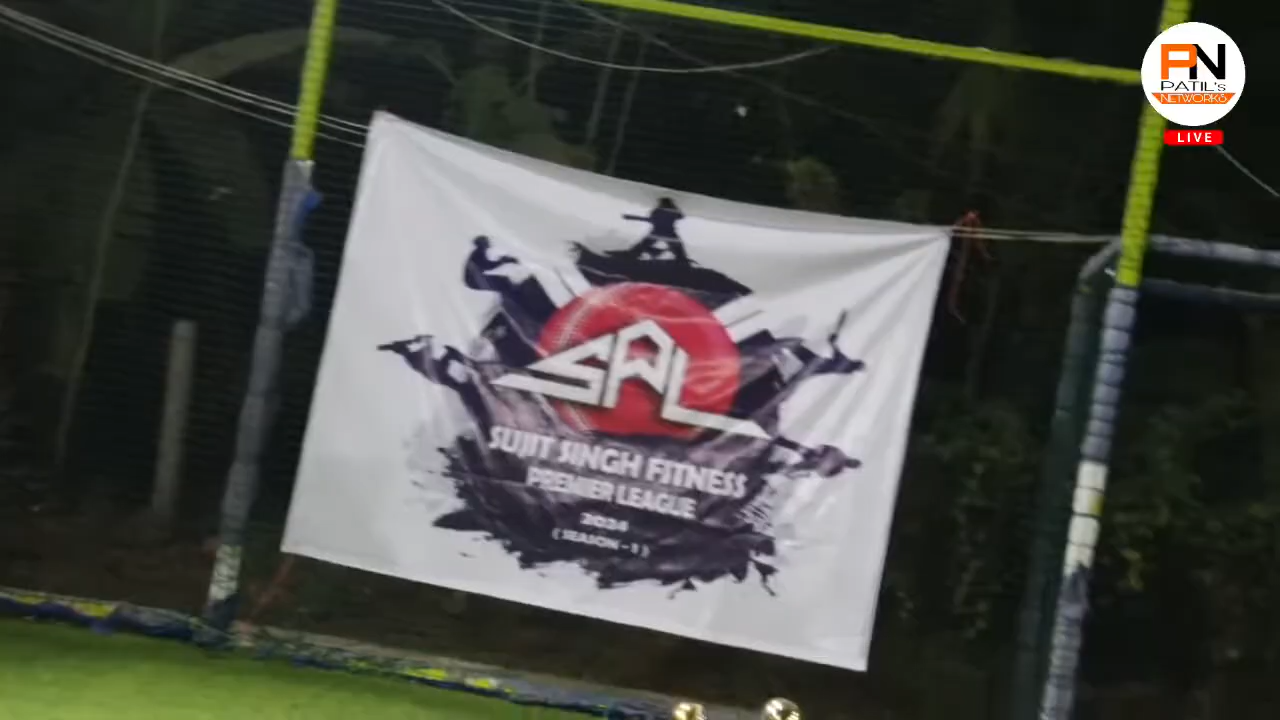 PN
PATIL's
NETWORKS
LIVE
SPL
SUJIT SINGH FITNESS
PREMIER LEAGUE
2024
( SEASON - 1 )